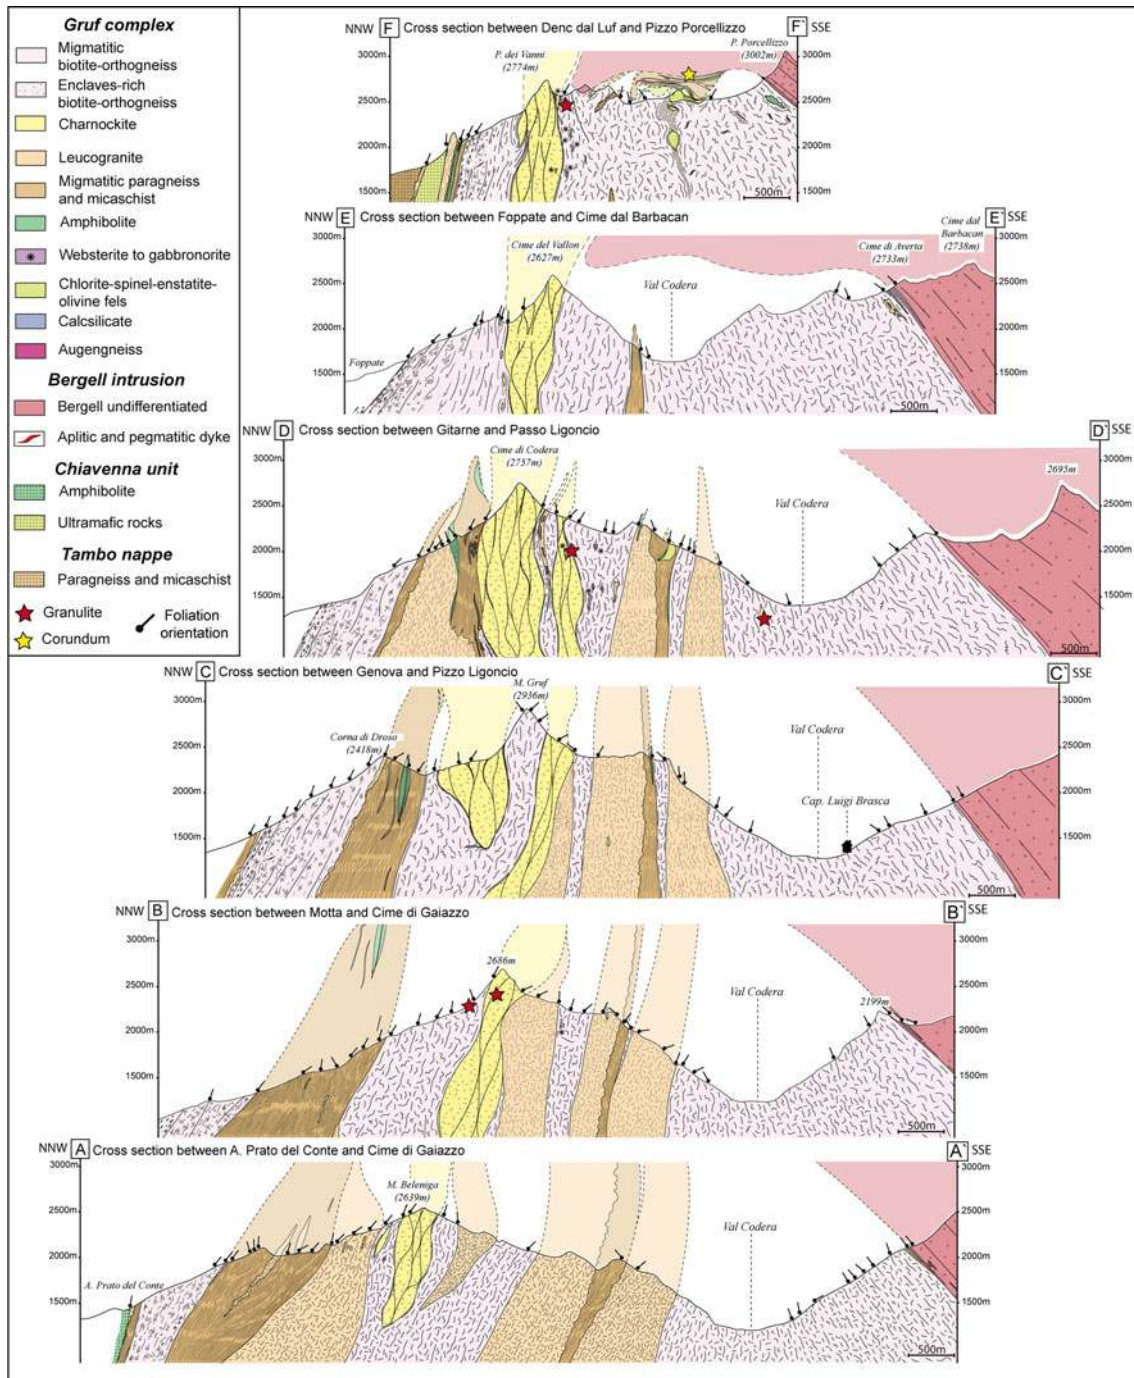 Gruf complex
Migmatitic
biotite-orthogneiss
Enclaves-rich
biotite-orthogneiss
Charnockite
Leucogranite
Migmatitic paragneiss
and micaschist
Amphibolite
Websterite to gabbronorite
Chlorite-spinel-enstatite-
olivine fels
Calcsilicate
Augengneiss
Bergell intrusion
Bergell undifferentiated
Aplitic and pegmatitic dyke
Chiavenna unit
Amphibolite
Ultramafic rocks
Tambo nappe
Paragneiss and micaschist
Granulite
Corundum
Foliation
orientation
NNW F Cross section between Denc dal Luf and Pizzo Porcellizzo F` SSE
P. dei Vanni
(2774m)
P. Porcellizzo
(3002m)
3000m 3000m
2500m 2500m
2000m 2000m
1500m 1500m
500m
NNW E Cross section between Foppate and Cime dal Barbacan E` SSE
Cime del Vallon
(2627m)
Val Codera
Cime di Averta
(2733m)
Cime dal
Barbacan
(2738m)
Foppate
3000m 3000m
2500m 2500m
2000m 2000m
1500m 1500m
500m
NNW D Cross section between Gitarne and Passo Ligoncio D` SSE
Cime di Codera
(2757m)
Val Codera
2695m
3000m 3000m
2500m 2500m
2000m 2000m
1500m 1500m
500m
NNW C Cross section between Genova and Pizzo Ligoncio C` SSE
M. Gruf
(2936m)
Corna di Droso
(2418m)
Val Codera
Cap. Luigi Brasca
3000m 3000m
2500m 2500m
2000m 2000m
1500m 1500m
500m
NNW B Cross section between Motta and Cime di Gaiazzo B` SSE
2686m
Val Codera
2199m
3000m 3000m
2500m 2500m
2000m 2000m
1500m 1500m
500m
NNW A Cross section between A. Prato del Conte and Cime di Gaiazzo A` SSE
M. Beleniga
(2639m)
Val Codera
A. Prato del Conte
3000m 3000m
2500m 2500m
2000m 2000m
1500m 1500m
500m